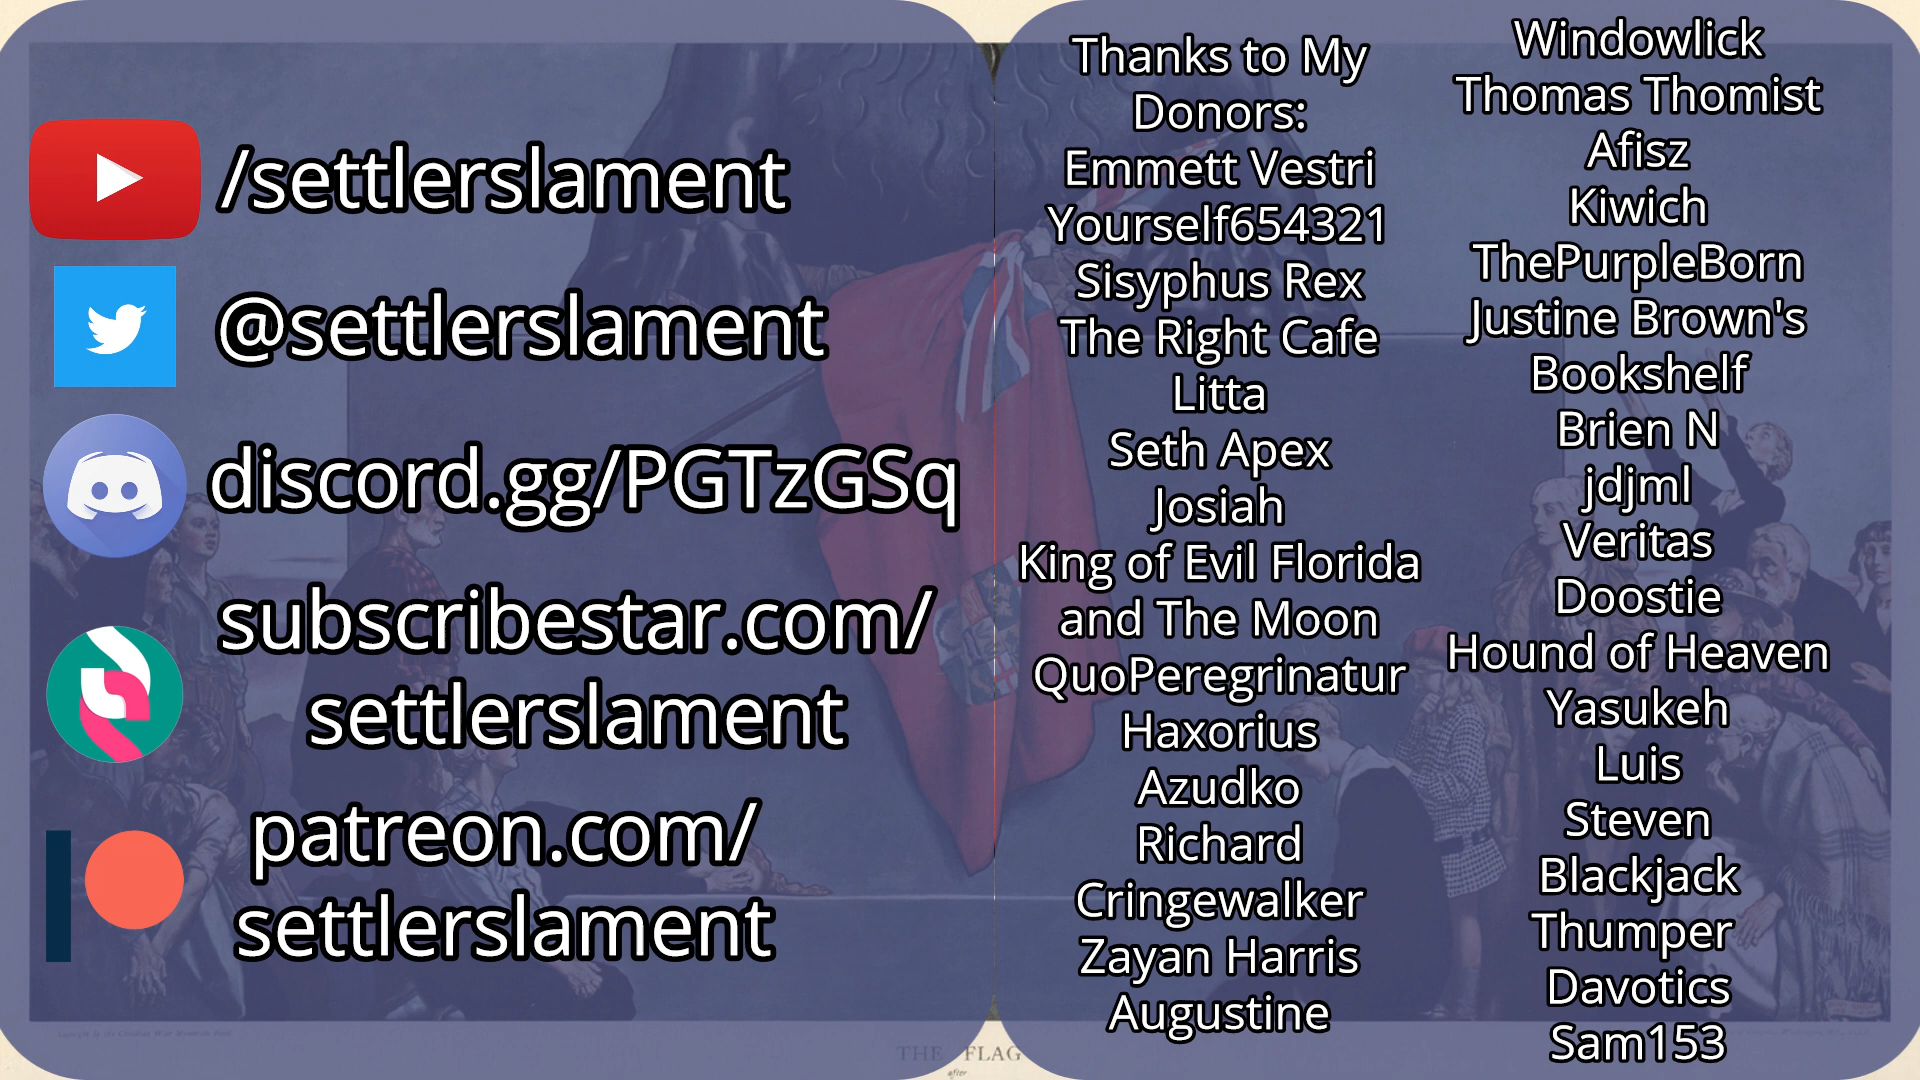 /settlerslament
@settlerslament
discord.gg/PGTzGSq
subscribestar.com/
settlerslament
patreon.com/
settlerslament
Thanks to My
Donors:
Emmett Vestri
Yourself654321
Sisyphus Rex
The Right Cafe
Litta
Seth Apex
Josiah
King of Evil Florida
and The Moon
QuoPeregrinatur
Haxorius
Azudko
Richard
Cringewalker
Zayan Harris
Augustine
Windowlick
Thomas Thomist
Afisz
Kiwich
ThePurpleBorn
Justine Brown's
Bookshelf
Brien N
jdjml
Veritas
Doostie
Hound of Heaven
Yasukeh
Luis
Steven
Blackjack
Thumper
Davotics
Sam153
THE FLAG
after